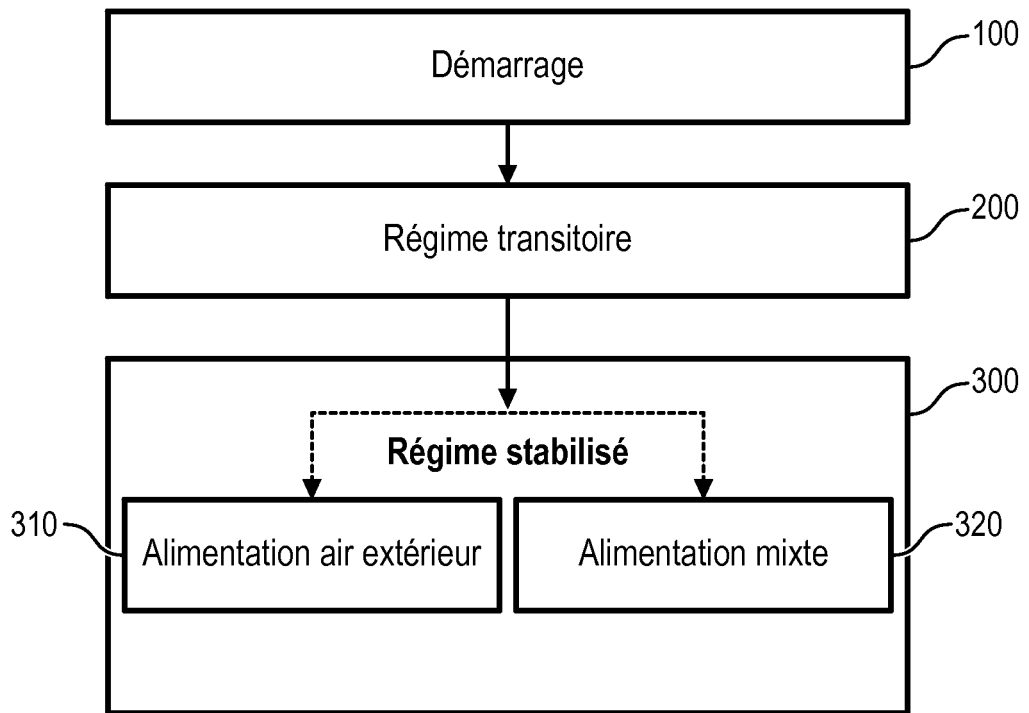 Démarrage
100
Régime transitoire
200
300
Régime stabilisé
310
Alimentation air extérieur
Alimentation mixte
320